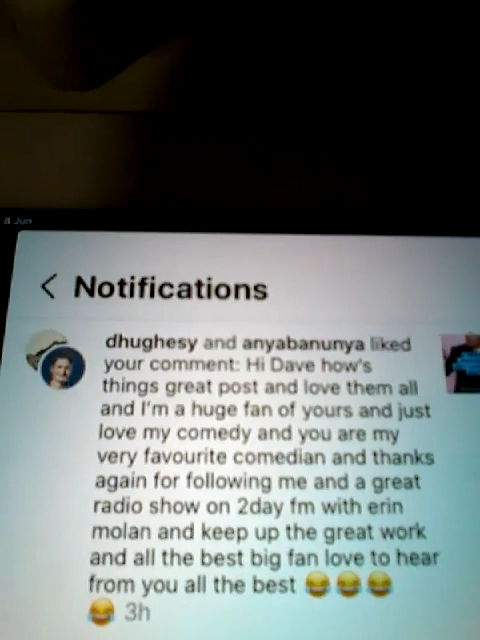 8 Jun
< Notifications
dhughesy and anyabanunya liked
your comment: Hi Dave how's
things great post and love them all
and I'm a huge fan of yours and just
love my comedy and you are my
very favourite comedian and thanks
again for following me and a great
radio show on 2day fm with erin
molan and keep up the great work
and all the best big fan love to hear
from you all the best 😂😂😂
😂 3h